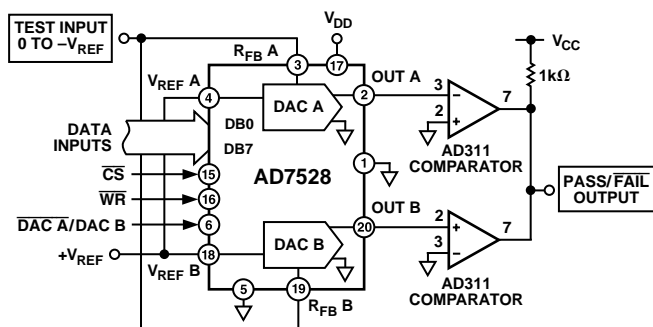 TEST INPUT
0 TO –VREF
VDD
VCC
RFB A
3
17
1kΩ
VREF A
OUT A
4
DAC A
2
3
–
7
2
+
DATA
INPUTS
DB0
DB7
AD311
COMPARATOR
1
CS
15
AD7528
WR
16
PASS/FAIL
OUTPUT
DAC A/DAC B
6
OUT B
20
2
+
7
3
–
+VREF
18
DAC B
VREF B
AD311
COMPARATOR
5
19
RFB B